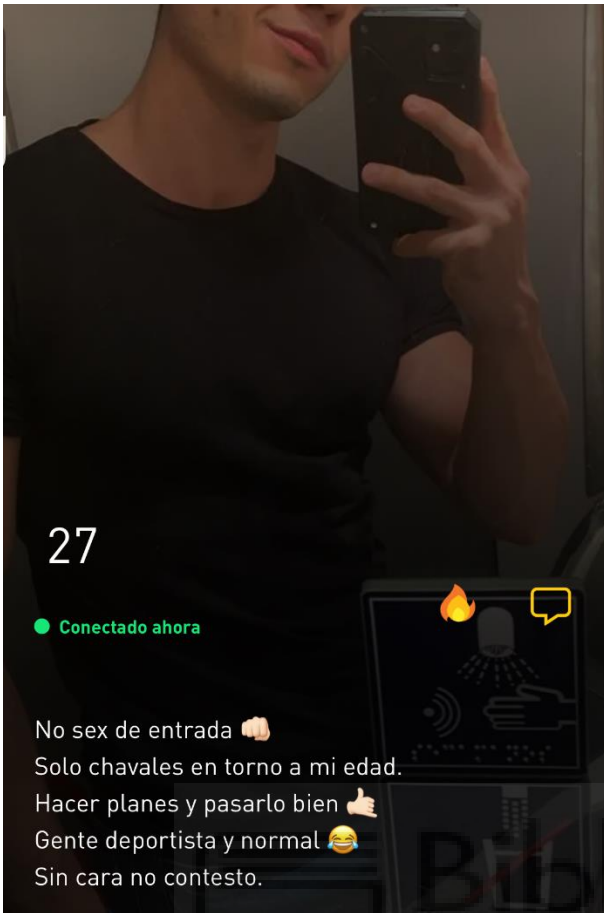 27
Conectado ahora
No sex de entrada 👊🏻
Solo chavales en torno a mi edad.
Hacer planes y pasarlo bien 🤙🏻
Gente deportista y normal 😂
Sin cara no contesto.